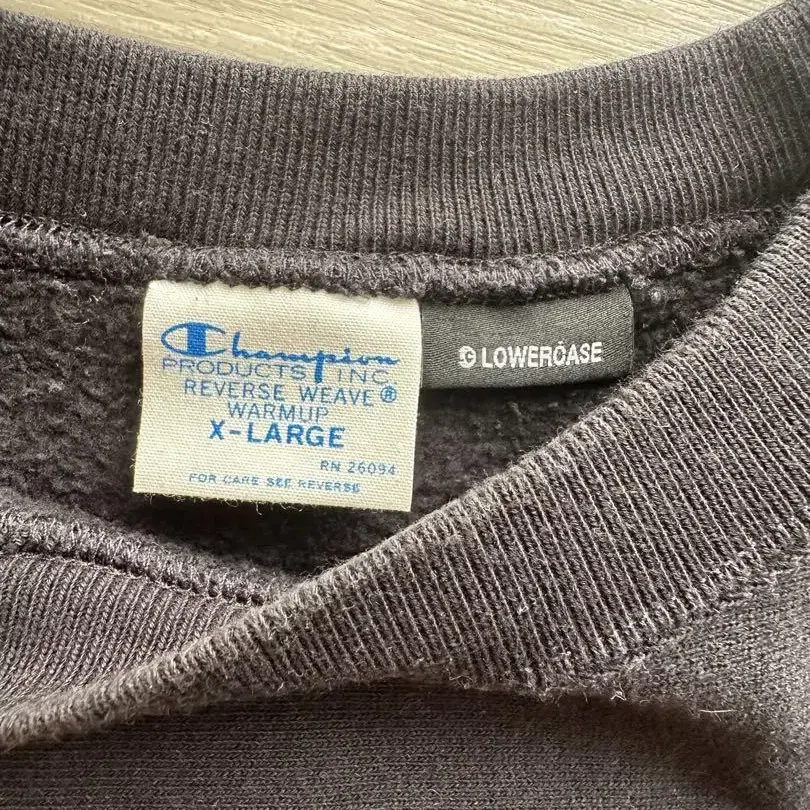 Champion
PRODUCTS INC
REVERSE WEAVE®
WARMUP
X-LARGE
RN 26094
FOR CARE SEE REVERSE
LOWERCASE